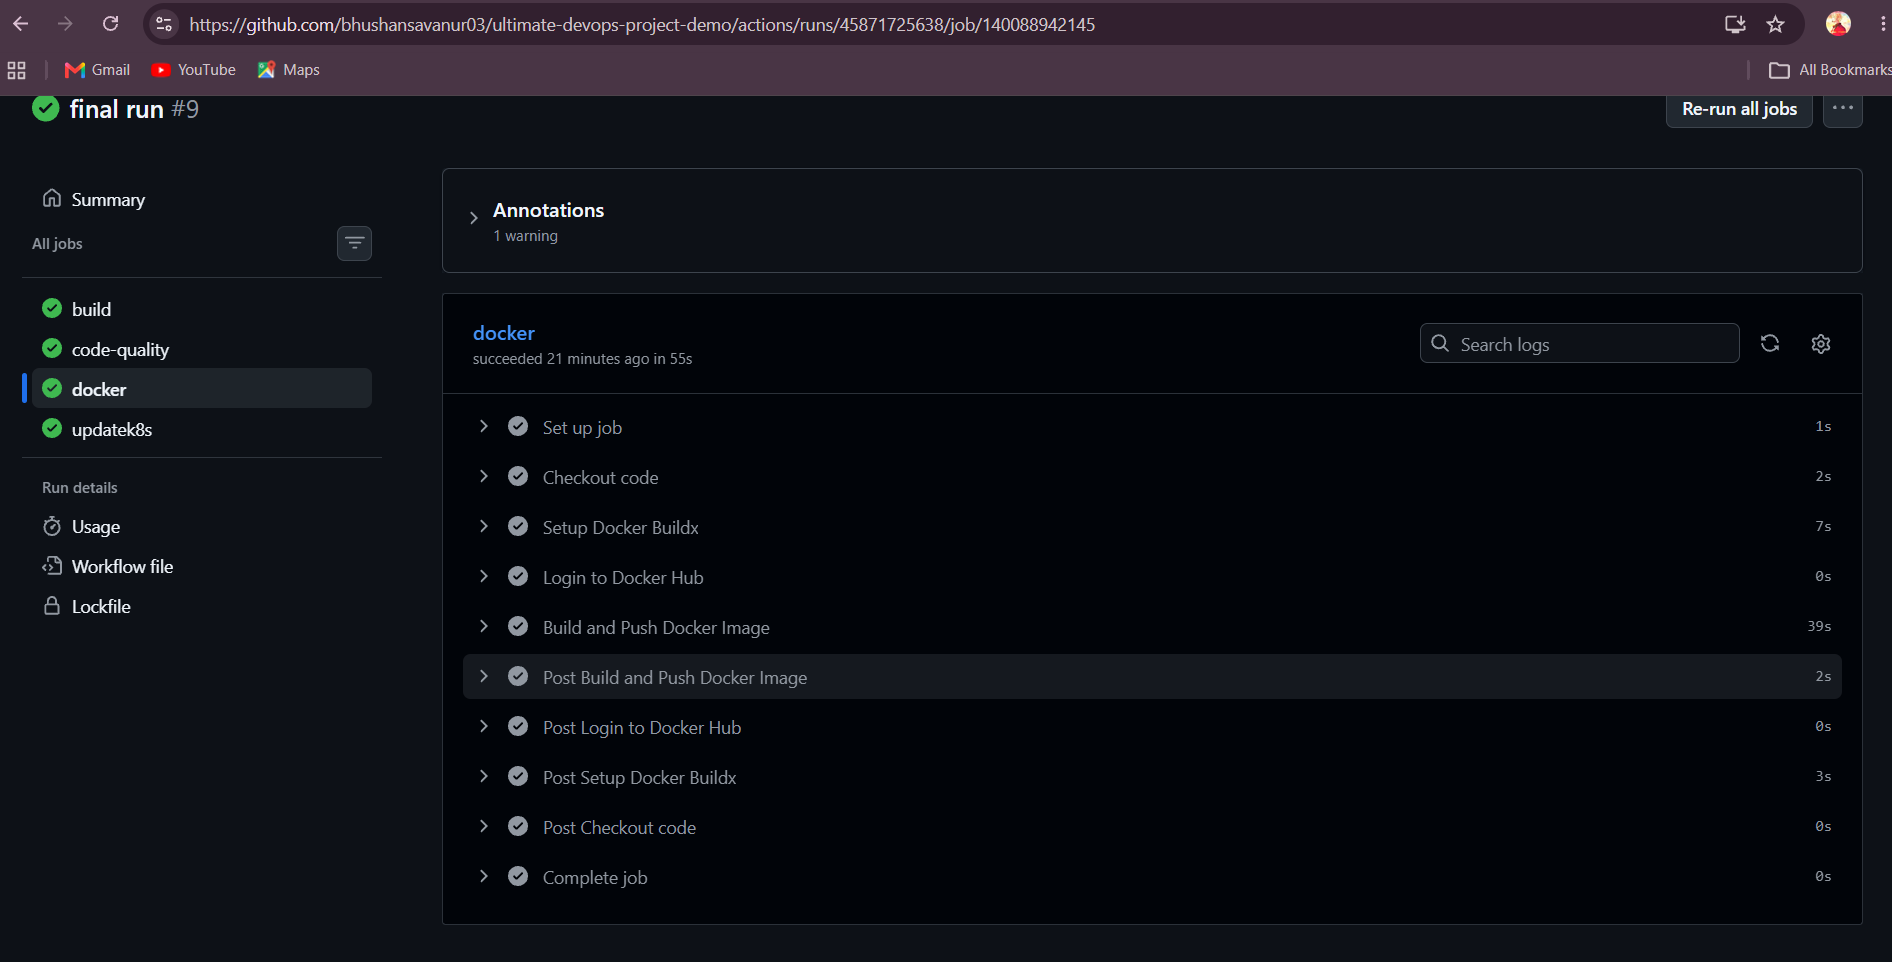 https://github.com/bhushansavanur03/ultimate-devops-project-demo/actions/runs/45871725638/job/140088942145
Gmail
YouTube
Maps
All Bookmarks
final run #9
Re-run all jobs
Summary
All jobs
build
code-quality
docker
updatek8s
Run details
Usage
Workflow file
Lockfile
Annotations
1 warning
docker
succeeded 21 minutes ago in 55s
Search logs
Set up job 1s
Checkout code 2s
Setup Docker Buildx 7s
Login to Docker Hub 0s
Build and Push Docker Image 39s
Post Build and Push Docker Image 2s
Post Login to Docker Hub 0s
Post Setup Docker Buildx 3s
Post Checkout code 0s
Complete job 0s